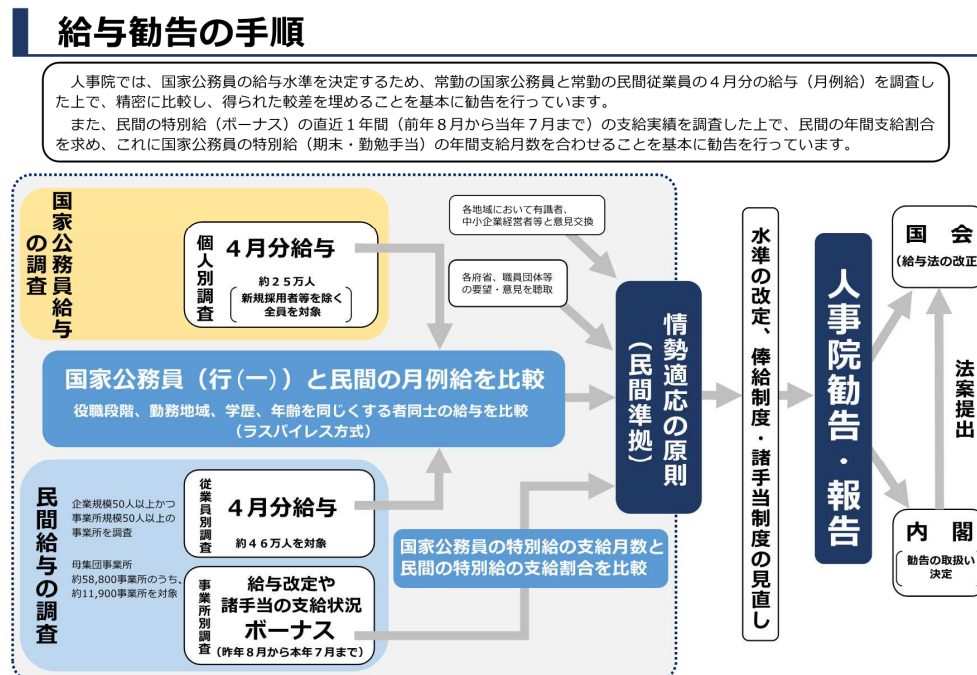 給与勧告の手順
人事院では、国家公務員の給与水準を決定するため、常勤の国家公務員と常勤の民間従業員の４月分の給与（月例給）を調査し
た上で、精密に比較し、得られた較差を埋めることを基本に勧告を行っています。
また、民間の特別給（ボーナス）の直近１年間（前年８月から当年７月まで）の支給実績を調査した上で、民間の年間支給割合
を求め、これに国家公務員の特別給（期末・勤勉手当）の年間支給月数を合わせることを基本に勧告を行っています。
国家公務員給与
の調査
個人別調査
４月分給与
約２５万人
新規採用者等を除く
全員を対象
各地域において有識者、
中小企業経営者等と意見交換
各府省、職員団体等
の要望・意見を聴取
国家公務員（行(一)）と民間の月例給を比較
役職段階、勤務地域、学歴、年齢を同じくする者同士の給与を比較
（ラスパイレス方式）
民間給与の調査
企業規模50人以上かつ
事業所規模50人以上の
事業所を調査
母集団事業所
約58,800事業所のうち、
約11,900事業所を対象
従業員別調査
４月分給与
約４６万人を対象
事業所別調査
給与改定や
諸手当の支給状況
ボーナス
（昨年８月から本年７月まで）
国家公務員の特別給の支給月数と
民間の特別給の支給割合を比較
情勢適応の原則
（民間準拠）
水準の改定、俸給制度・諸手当制度の見直し
人事院勧告・報告
国 会
（給与法の改正
法案提出
内 閣
勧告の取扱い
決定